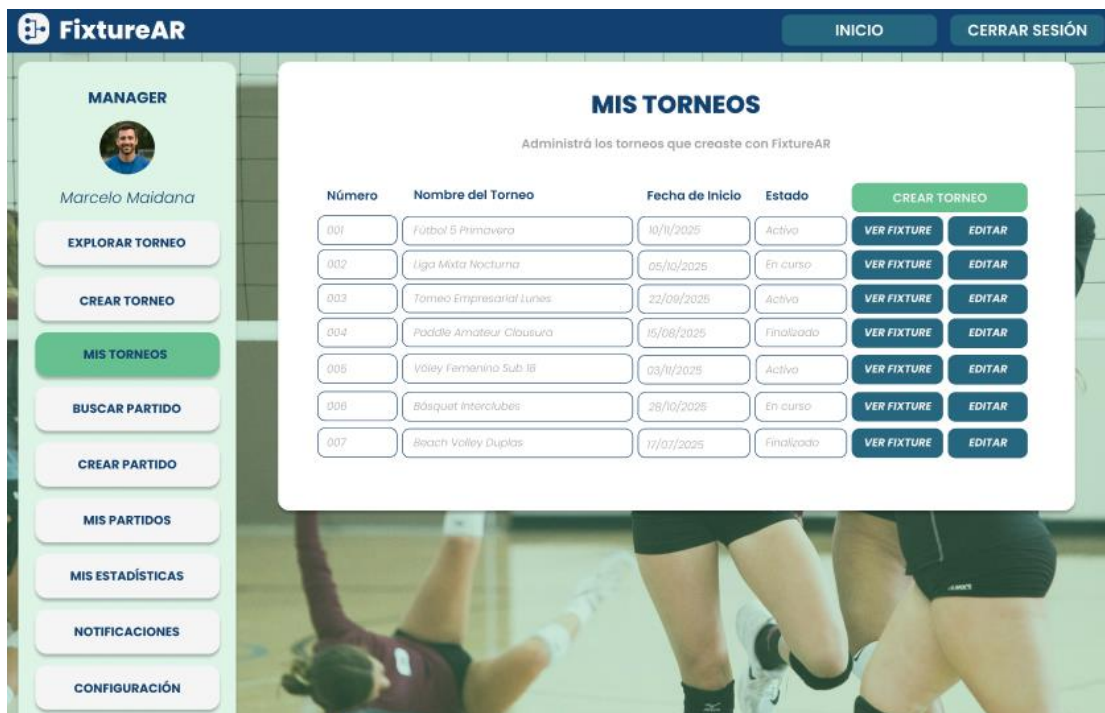 FixtureAR
INICIO
CERRAR SESIÓN
MANAGER
Marcelo Maidana
EXPLORAR TORNEO
CREAR TORNEO
MIS TORNEOS
BUSCAR PARTIDO
CREAR PARTIDO
MIS PARTIDOS
MIS ESTADÍSTICAS
NOTIFICACIONES
CONFIGURACIÓN
MIS TORNEOS
Administrá los torneos que creaste con FixtureAR
Número Nombre del Torneo Fecha de Inicio Estado CREAR TORNEO
001 Fútbol 5 Primavera 10/11/2025 Activo VER FIXTURE EDITAR
002 Liga Mixta Nocturna 05/10/2025 En curso VER FIXTURE EDITAR
003 Torneo Empresarial Lunes 22/09/2025 Activo VER FIXTURE EDITAR
004 Paddle Amateur Clausura 15/08/2025 Finalizado VER FIXTURE EDITAR
005 Vóley Femenino Sub 18 03/11/2025 Activo VER FIXTURE EDITAR
006 Básquet Interclubes 28/10/2025 En curso VER FIXTURE EDITAR
007 Beach Volley Duplas 17/07/2025 Finalizado VER FIXTURE EDITAR